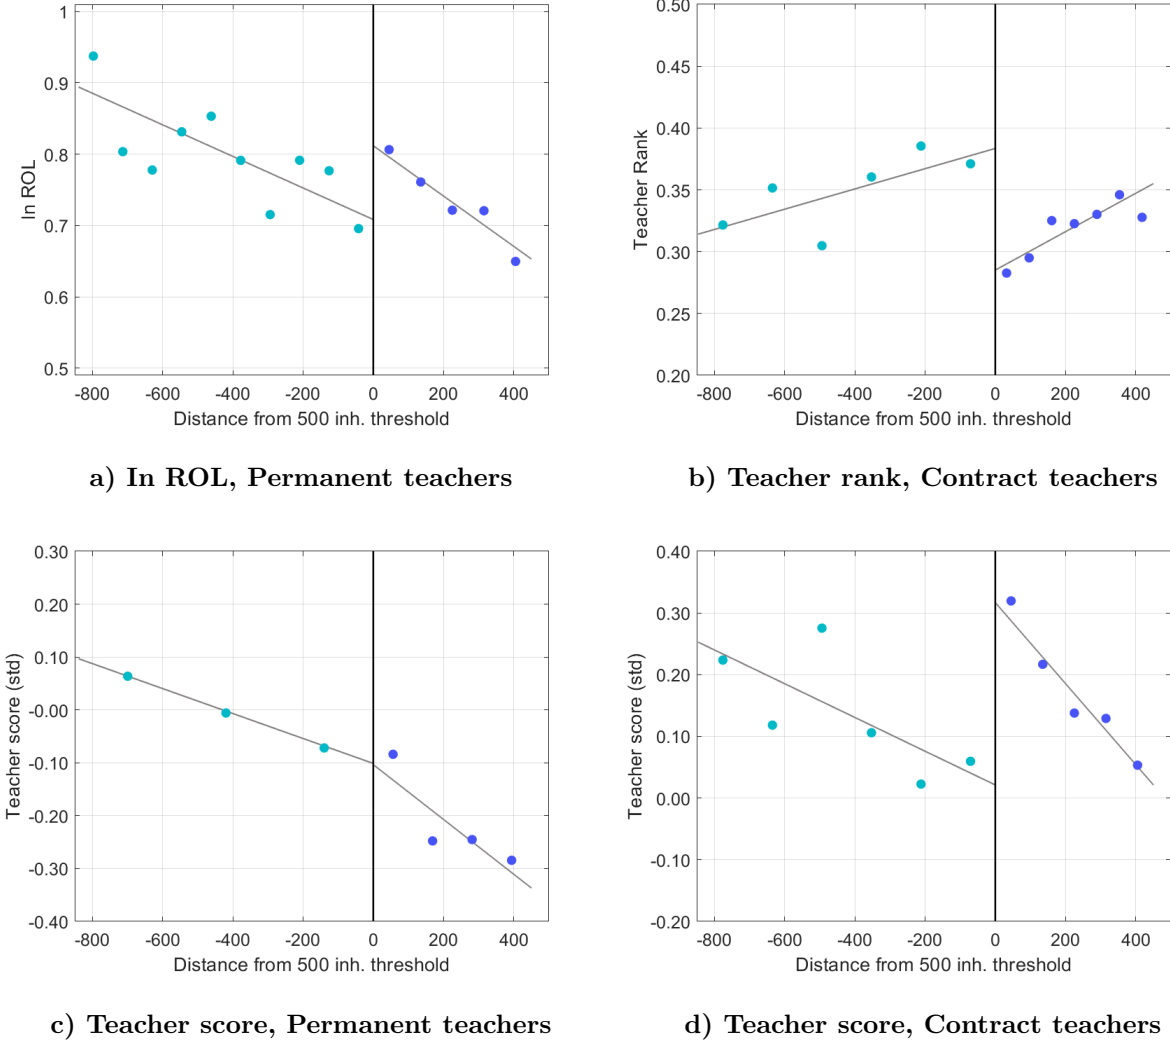 1
0.9
0.8
0.7
0.6
0.5
In ROL
-800 -600 -400 -200 0 200 400
Distance from 500 inh. threshold
a) In ROL, Permanent teachers
0.50
0.45
0.40
0.35
0.30
0.25
0.20
Teacher Rank
-800 -600 -400 -200 0 200 400
Distance from 500 inh. threshold
b) Teacher rank, Contract teachers
0.30
0.20
0.10
-0.00
-0.10
-0.20
-0.30
-0.40
Teacher score (std)
-800 -600 -400 -200 0 200 400
Distance from 500 inh. threshold
c) Teacher score, Permanent teachers
0.40
0.30
0.20
0.10
0.00
-0.10
-0.20
Teacher score (std)
-800 -600 -400 -200 0 200 400
Distance from 500 inh. threshold
d) Teacher score, Contract teachers